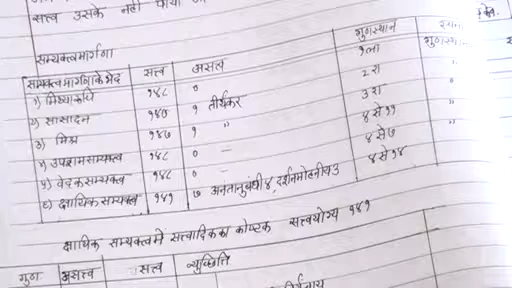 सत्व उसके नहीं पाया
सम्यक्त्वमार्गणा
सम्यक्त्वमार्गणाके भेद सत्त्व असत्त्व गुणस्थान
१) मिथ्यारुचि १४८ ० १ला
२) सासादन १४७ १ तीर्थंकर २ रा "
३) मिश्र १४७ १ " ३ रा "
४) उपशमसम्यक्त्व १४८ ० - ४ से ११ "
५) वेदकसम्यक्त्व १४८ ० - ४ से ७
६) क्षायिकसम्यक्त्व १४१ ७ अनंतानुबंधी ४, दर्शनमोहनीय ३ ४ से १४
क्षायिक सम्यक्त्वमें सत्त्वादिकका कोष्टक सत्त्वयोग्य १४१
गुण असत्त्व सत्त्व व्युच्छित्ति